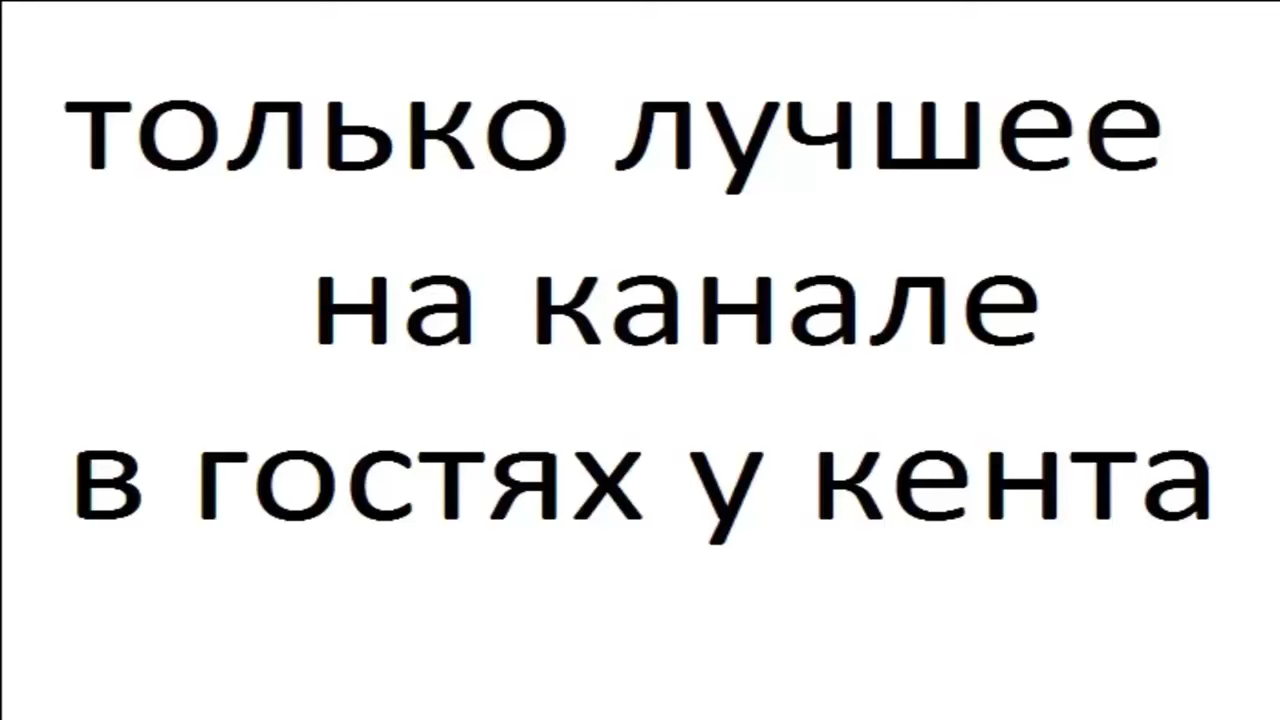 только лучшее
на канале
в гостях у кента